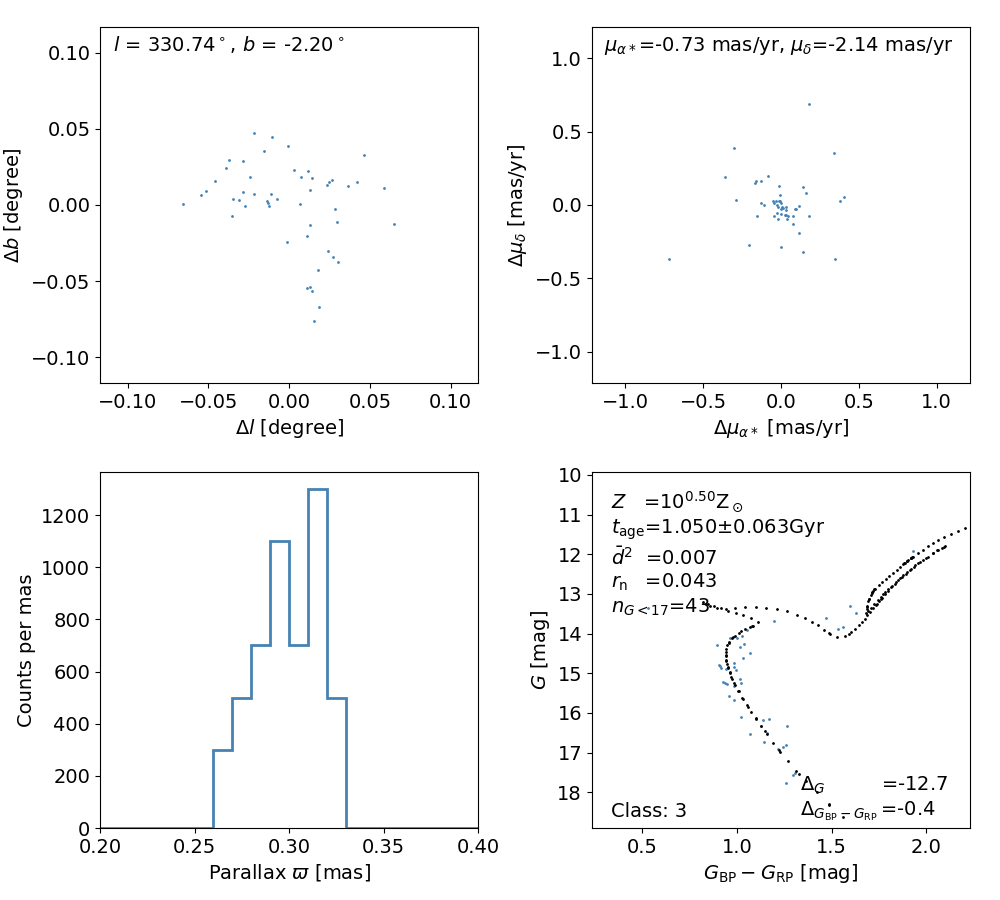 l = 330.74°, b = -2.20°
0.10
0.05
0.00
−0.05
−0.10
Δb [degree]
−0.10 −0.05 0.00 0.05 0.10
Δl [degree]
μα*=-0.73 mas/yr, μδ=-2.14 mas/yr
1.0
0.5
0.0
−0.5
−1.0
Δμδ [mas/yr]
−1.0 −0.5 0.0 0.5 1.0
Δμα* [mas/yr]
1200
1000
800
600
400
200
0
Counts per mas
0.20 0.25 0.30 0.35 0.40
Parallax ϖ [mas]
10
11
12
13
14
15
16
17
18
G [mag]
Z =10^0.50 Z⊙
t_age=1.050±0.063Gyr
d̄² =0.007
r_n =0.043
n_G<17=43
Δ_G =-12.7
Δ_G_BP−G_RP=-0.4
Class: 3
0.5 1.0 1.5 2.0
G_BP − G_RP [mag]